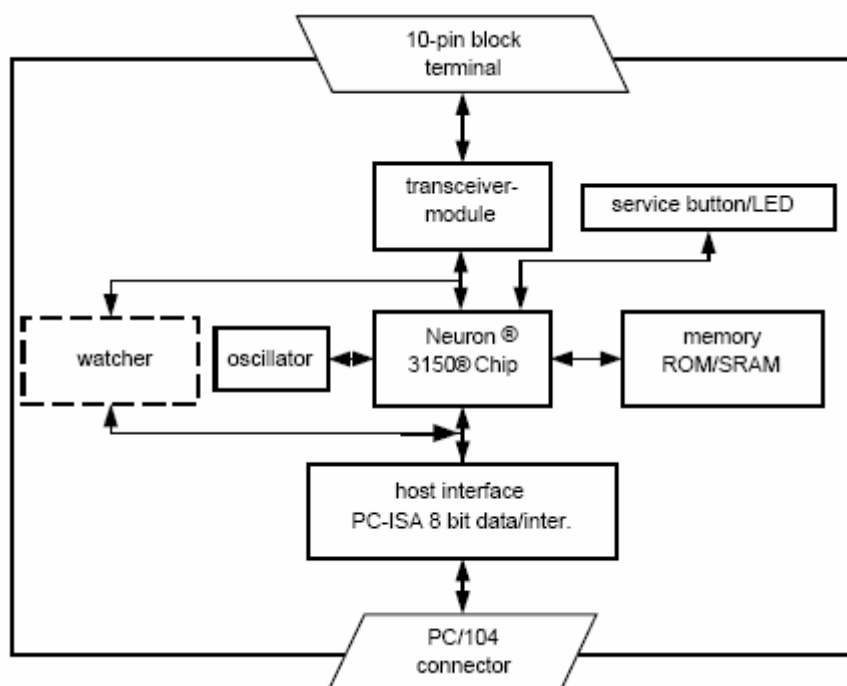 10-pin block
terminal
transceiver-
module
service button/LED
watcher
oscillator
Neuron ®
3150® Chip
memory
ROM/SRAM
host interface
PC-ISA 8 bit data/inter.
PC/104
connector